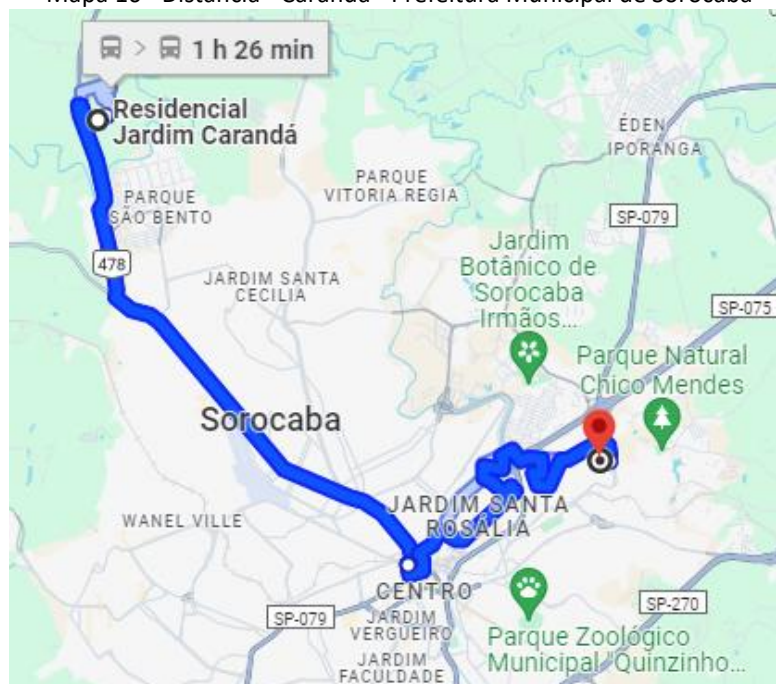 Mapa 16 - Distância - Carandá - Prefeitura Municipal de Sorocaba
> 1 h 26 min
Residencial
Jardim Carandá
ÉDEN
IPORANGA
PARQUE
SÃO BENTO
PARQUE
VITORIA REGIA
SP-079
478
JARDIM SANTA
CECILIA
Jardim
Botânico de
Sorocaba
Irmãos...
SP-075
Parque Natural
Chico Mendes
Sorocaba
JARDIM SANTA
ROSÁLIA
WANEL VILLE
CENTRO
SP-079
JARDIM
VERGUEIRO
JARDIM
FACULDADE
SP-270
Parque Zoológico
Municipal "Quinzinho...